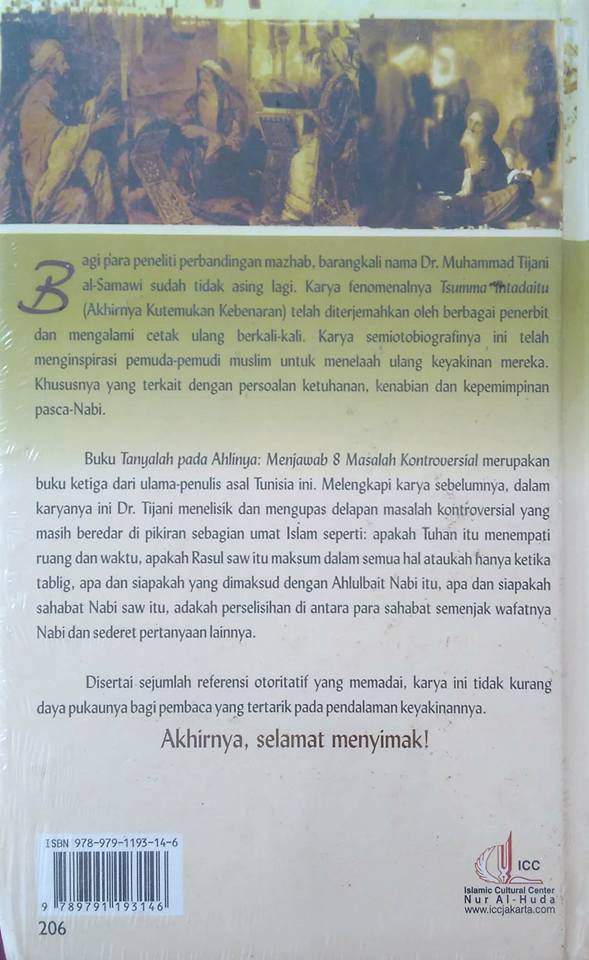 Bagi para peneliti perbandingan mazhab, barangkali nama Dr. Muhammad Tijani
al-Samawi sudah tidak asing lagi. Karya fenomenalnya Tsumma Ihtadaitu
(Akhirnya Kutemukan Kebenaran) telah diterjemahkan oleh berbagai penerbit
dan mengalami cetak ulang berkali-kali. Karya semiotobiografinya ini telah
menginspirasi pemuda-pemudi muslim untuk menelaah ulang keyakinan mereka.
Khususnya yang terkait dengan persoalan ketuhanan, kenabian dan kepemimpinan
pasca-Nabi.
Buku Tanyalah pada Ahlinya: Menjawab 8 Masalah Kontroversial merupakan
buku ketiga dari ulama-penulis asal Tunisia ini. Melengkapi karya sebelumnya, dalam
karyanya ini Dr. Tijani menelisik dan mengupas delapan masalah kontroversial yang
masih beredar di pikiran sebagian umat Islam seperti: apakah Tuhan itu menempati
ruang dan waktu, apakah Rasul saw itu maksum dalam semua hal ataukah hanya ketika
tablig, apa dan siapakah yang dimaksud dengan Ahlulbait Nabi itu, apa dan siapakah
sahabat Nabi saw itu, adakah perselisihan di antara para sahabat semenjak wafatnya
Nabi dan sederet pertanyaan lainnya.
Disertai sejumlah referensi otoritatif yang memadai, karya ini tidak kurang
daya pukaunya bagi pembaca yang tertarik pada pendalaman keyakinannya.
Akhirnya, selamat menyimak!
ISBN 978-979-1193-14-6
9 789791 193146
206
ICC
Islamic Cultural Center
Nur Al-Huda
www.iccjakarta.com